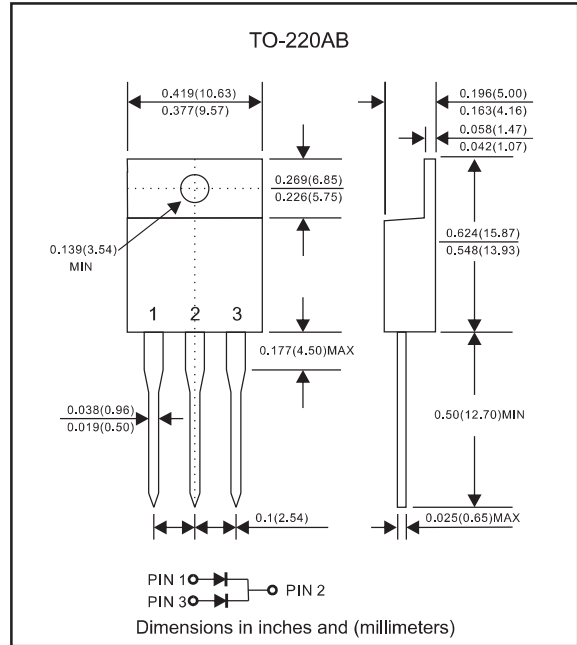 TO-220AB
0.419(10.63)
0.377(9.57)
0.196(5.00)
0.163(4.16)
0.058(1.47)
0.042(1.07)
0.269(6.85)
0.226(5.75)
0.139(3.54)
MIN
0.624(15.87)
0.548(13.93)
1 2 3
0.177(4.50)MAX
0.038(0.96)
0.019(0.50)
0.50(12.70)MIN
0.1(2.54)
0.025(0.65)MAX
PIN 1
PIN 3
PIN 2
Dimensions in inches and (millimeters)